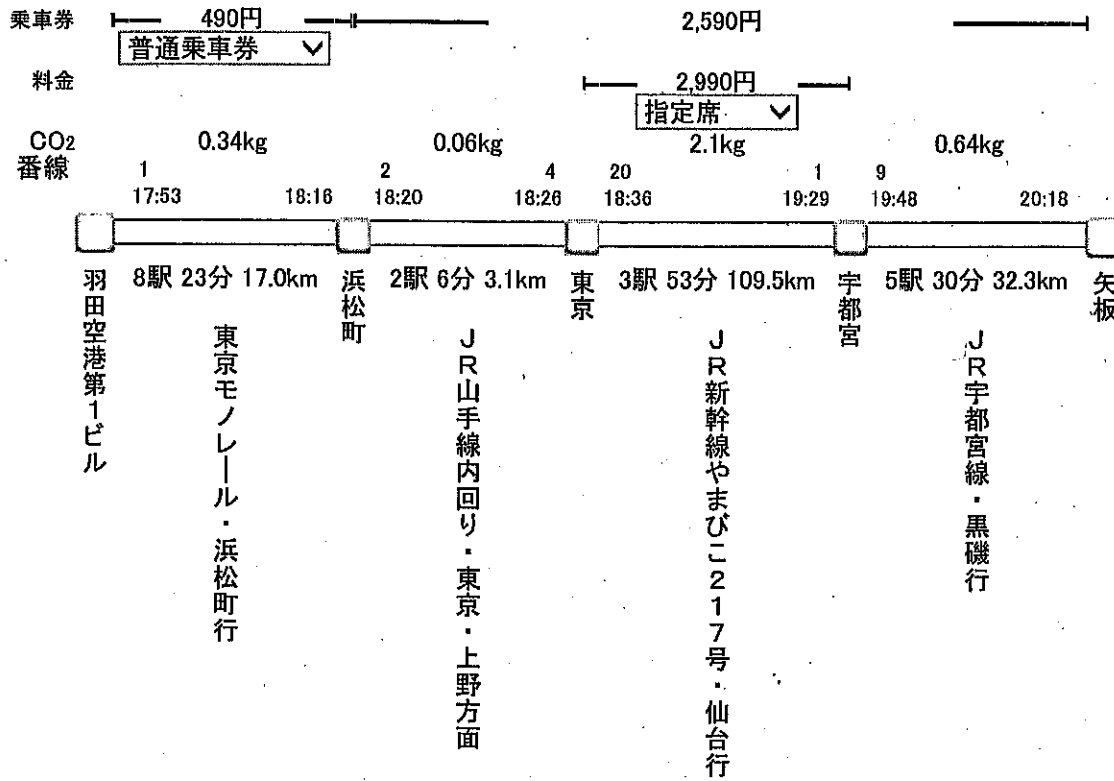 乗車券 490円 2,590円
普通乗車券
料金 2,990円
指定席
CO2 0.34kg 0.06kg 2.1kg 0.64kg
番線 1 2 4 20 1 9
17:53 18:16 18:20 18:26 18:36 19:29 19:48 20:18
羽田空港第1ビル
8駅 23分 17.0km
東京モノレール・浜松町行
浜松町
2駅 6分 3.1km
JR山手線内回り・東京・上野方面
東京
3駅 53分 109.5km
JR新幹線やまびこ217号・仙台行
宇都宮
5駅 30分 32.3km
JR宇都宮線・黒磯行
矢板